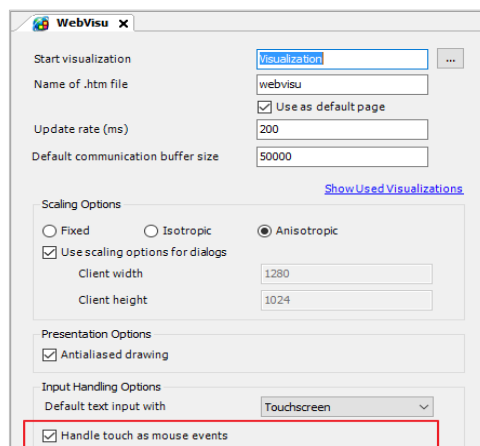 WebVisu x
Start visualization Visualization ...
Name of .htm file webvisu
Use as default page
Update rate (ms) 200
Default communication buffer size 50000
Show Used Visualizations
Scaling Options
Fixed Isotropic Anisotropic
Use scaling options for dialogs
Client width 1280
Client height 1024
Presentation Options
Antialiased drawing
Input Handling Options
Default text input with Touchscreen
Handle touch as mouse events